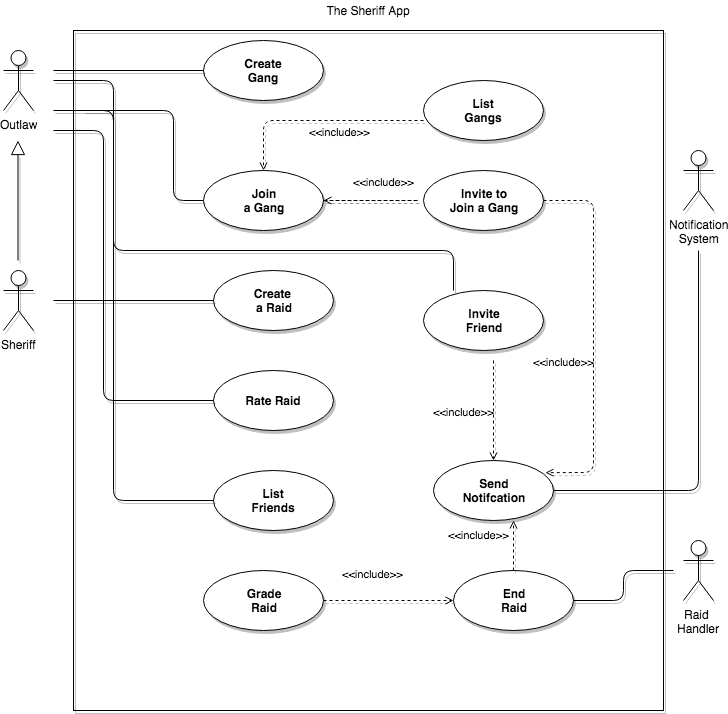 The Sheriff App
Create
Gang
List
Gangs
Outlaw
<<include>>
Join
a Gang
<<include>>
Invite to
Join a Gang
Notification
System
Create
a Raid
Invite
Friend
Sheriff
<<include>>
Rate Raid
<<include>>
List
Friends
Send
Notifcation
<<include>>
<<include>>
Grade
Raid
End
Raid
Raid
Handler